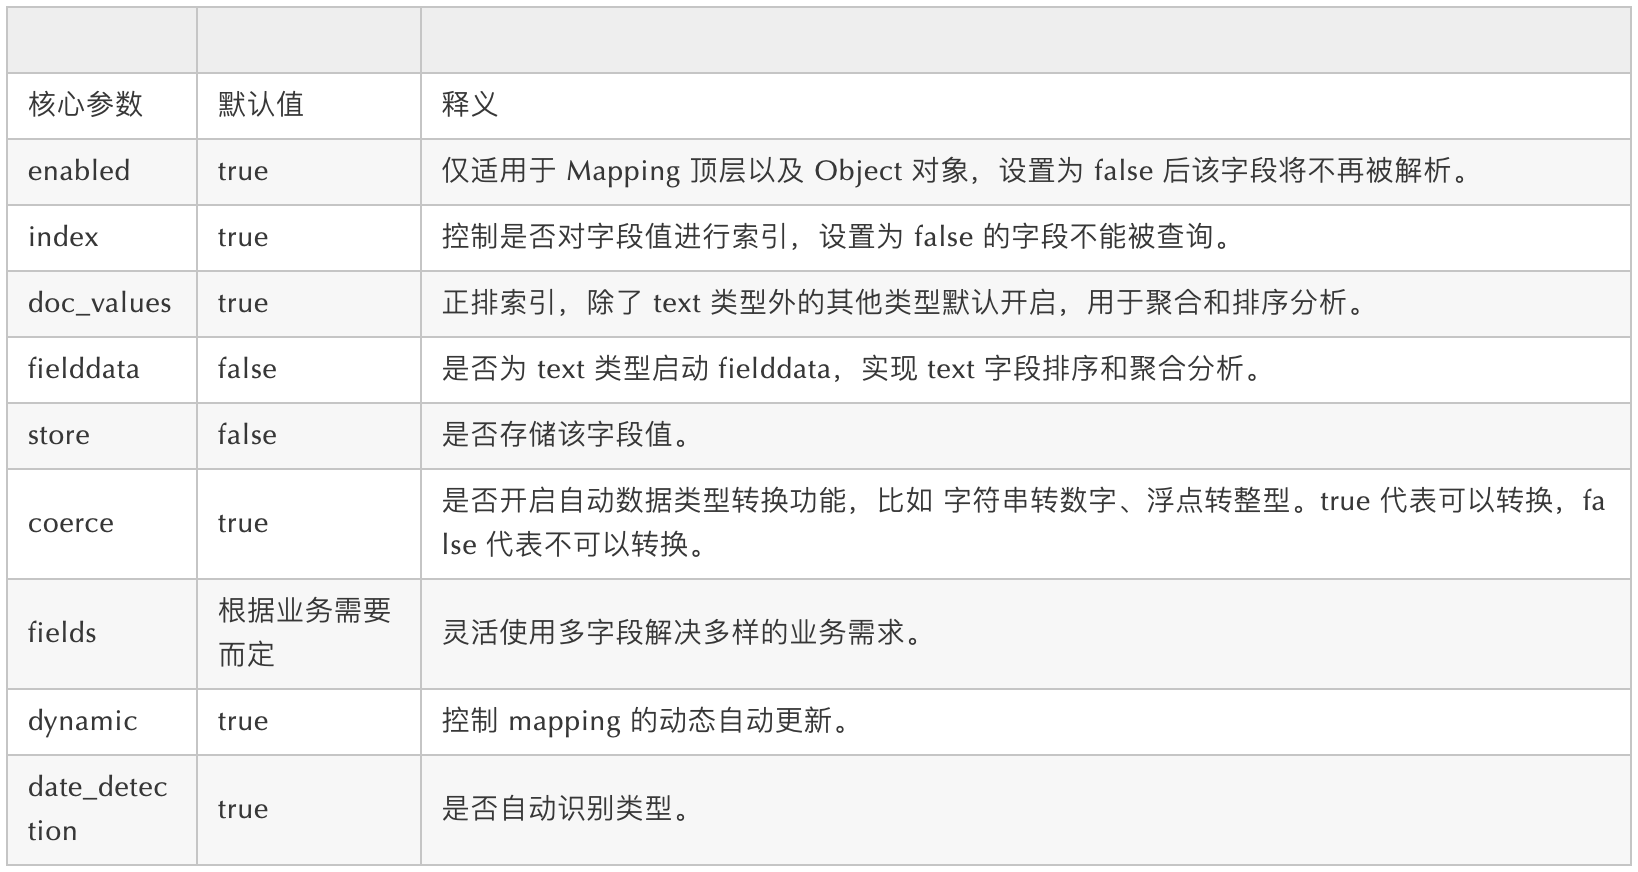 核心参数 默认值 释义
enabled true 仅适用于 Mapping 顶层以及 Object 对象，设置为 false 后该字段将不再被解析。
index true 控制是否对字段值进行索引，设置为 false 的字段不能被查询。
doc_values true 正排索引，除了 text 类型外的其他类型默认开启，用于聚合和排序分析。
fielddata false 是否为 text 类型启动 fielddata，实现 text 字段排序和聚合分析。
store false 是否存储该字段值。
coerce true 是否开启自动数据类型转换功能，比如 字符串转数字、浮点转整型。true 代表可以转换，fa
lse 代表不可以转换。
fields 根据业务需要
而定 灵活使用多字段解决多样的业务需求。
dynamic true 控制 mapping 的动态自动更新。
date_detec
tion true 是否自动识别类型。